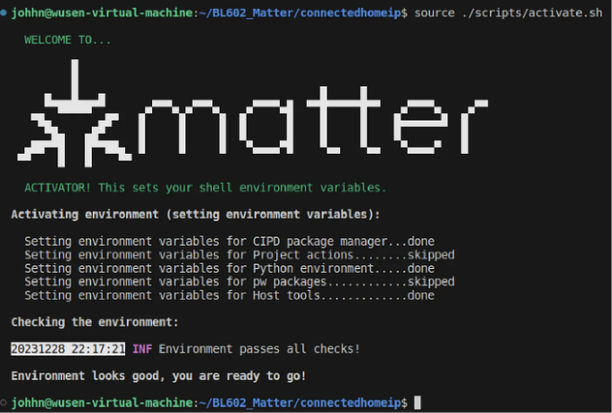 johhn@wusen-virtual-machine:~/BL602_Matter/connectedhomeip$ source ./scripts/activate.sh
WELCOME TO...
matter
ACTIVATOR! This sets your shell environment variables.
Activating environment (setting environment variables):
Setting environment variables for CIPD package manager...done
Setting environment variables for Project actions........skipped
Setting environment variables for Python environment.....done
Setting environment variables for pw packages............skipped
Setting environment variables for Host tools.............done
Checking the environment:
20231228 22:17:21 INF Environment passes all checks!
Environment looks good, you are ready to go!
johhn@wusen-virtual-machine:~/BL602_Matter/connectedhomeip$